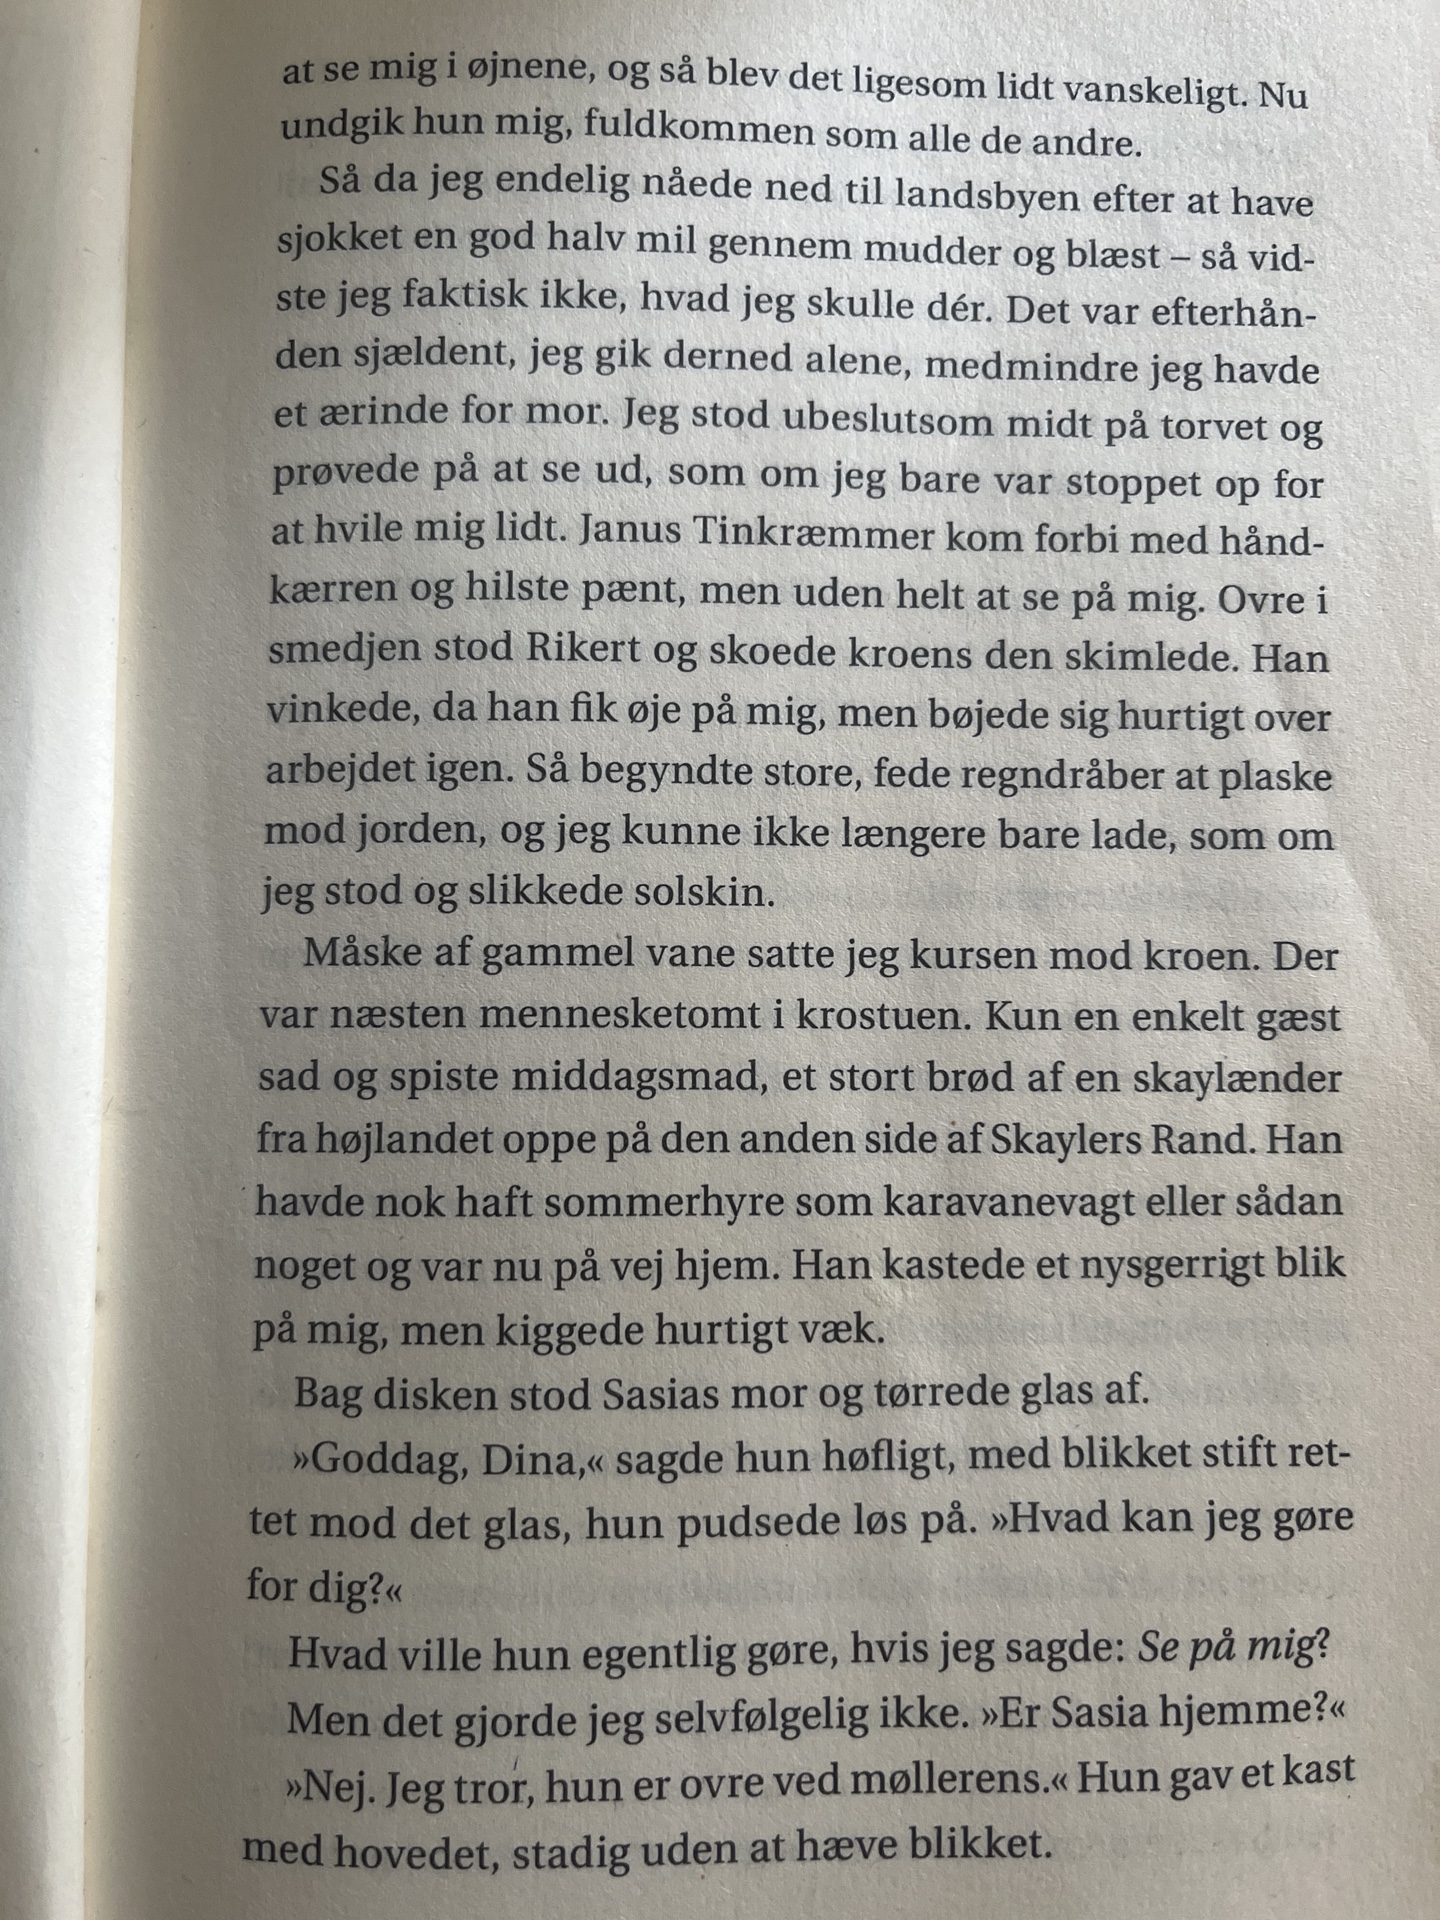 at se mig i øjnene, og så blev det ligesom lidt vanskeligt. Nu
undgik hun mig, fuldkommen som alle de andre.
Så da jeg endelig nåede ned til landsbyen efter at have
sjokket en god halv mil gennem mudder og blæst – så vid-
ste jeg faktisk ikke, hvad jeg skulle dér. Det var efterhån-
den sjældent, jeg gik derned alene, medmindre jeg havde
et ærinde for mor. Jeg stod ubeslutsom midt på torvet og
prøvede på at se ud, som om jeg bare var stoppet op for
at hvile mig lidt. Janus Tinkræmmer kom forbi med hånd-
kærren og hilste pænt, men uden helt at se på mig. Ovre i
smedjen stod Rikert og skoede kroens den skimlede. Han
vinkede, da han fik øje på mig, men bøjede sig hurtigt over
arbejdet igen. Så begyndte store, fede regndråber at plaske
mod jorden, og jeg kunne ikke længere bare lade, som om
jeg stod og slikkede solskin.
Måske af gammel vane satte jeg kursen mod kroen. Der
var næsten mennesketomt i krostuen. Kun en enkelt gæst
sad og spiste middagsmad, et stort brød af en skaylænder
fra højlandet oppe på den anden side af Skaylers Rand. Han
havde nok haft sommerhyre som karavanevagt eller sådan
noget og var nu på vej hjem. Han kastede et nysgerrigt blik
på mig, men kiggede hurtigt væk.
Bag disken stod Sasias mor og tørrede glas af.
»Goddag, Dina,« sagde hun høfligt, med blikket stift ret-
tet mod det glas, hun pudsede løs på. »Hvad kan jeg gøre
for dig?«
Hvad ville hun egentlig gøre, hvis jeg sagde: Se på mig?
Men det gjorde jeg selvfølgelig ikke. »Er Sasia hjemme?«
»Nej. Jeg tror, hun er ovre ved møllerens.« Hun gav et kast
med hovedet, stadig uden at hæve blikket.